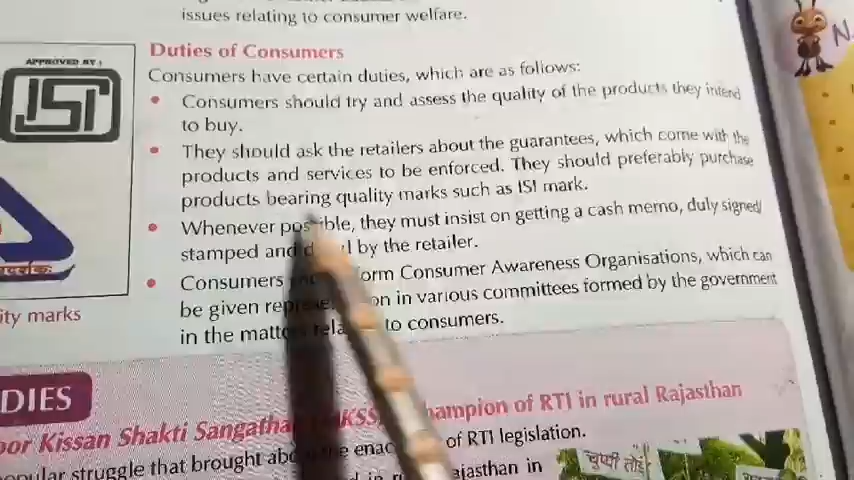 issues relating to consumer welfare.
APPROVED BY :
ISI
Duties of Consumers
Consumers have certain duties, which are as follows:
• Consumers should try and assess the quality of the products they intend
to buy.
• They should ask the retailers about the guarantees, which come with the
products and services to be enforced. They should preferably purchase
products bearing quality marks such as ISI mark.
• Whenever possible, they must insist on getting a cash memo, duly signed/
stamped and by the retailer.
• Consumers form Consumer Awareness Organisations, which can
be given in various committees formed by the government
in the to consumers.
ity marks
DIES
oor Kissan Shakti Sangathan hampion of RTI in rural Rajasthan
opular struggle that brought the of RTI legislation.
ajasthan in
चुप्पी तोड़ो
N